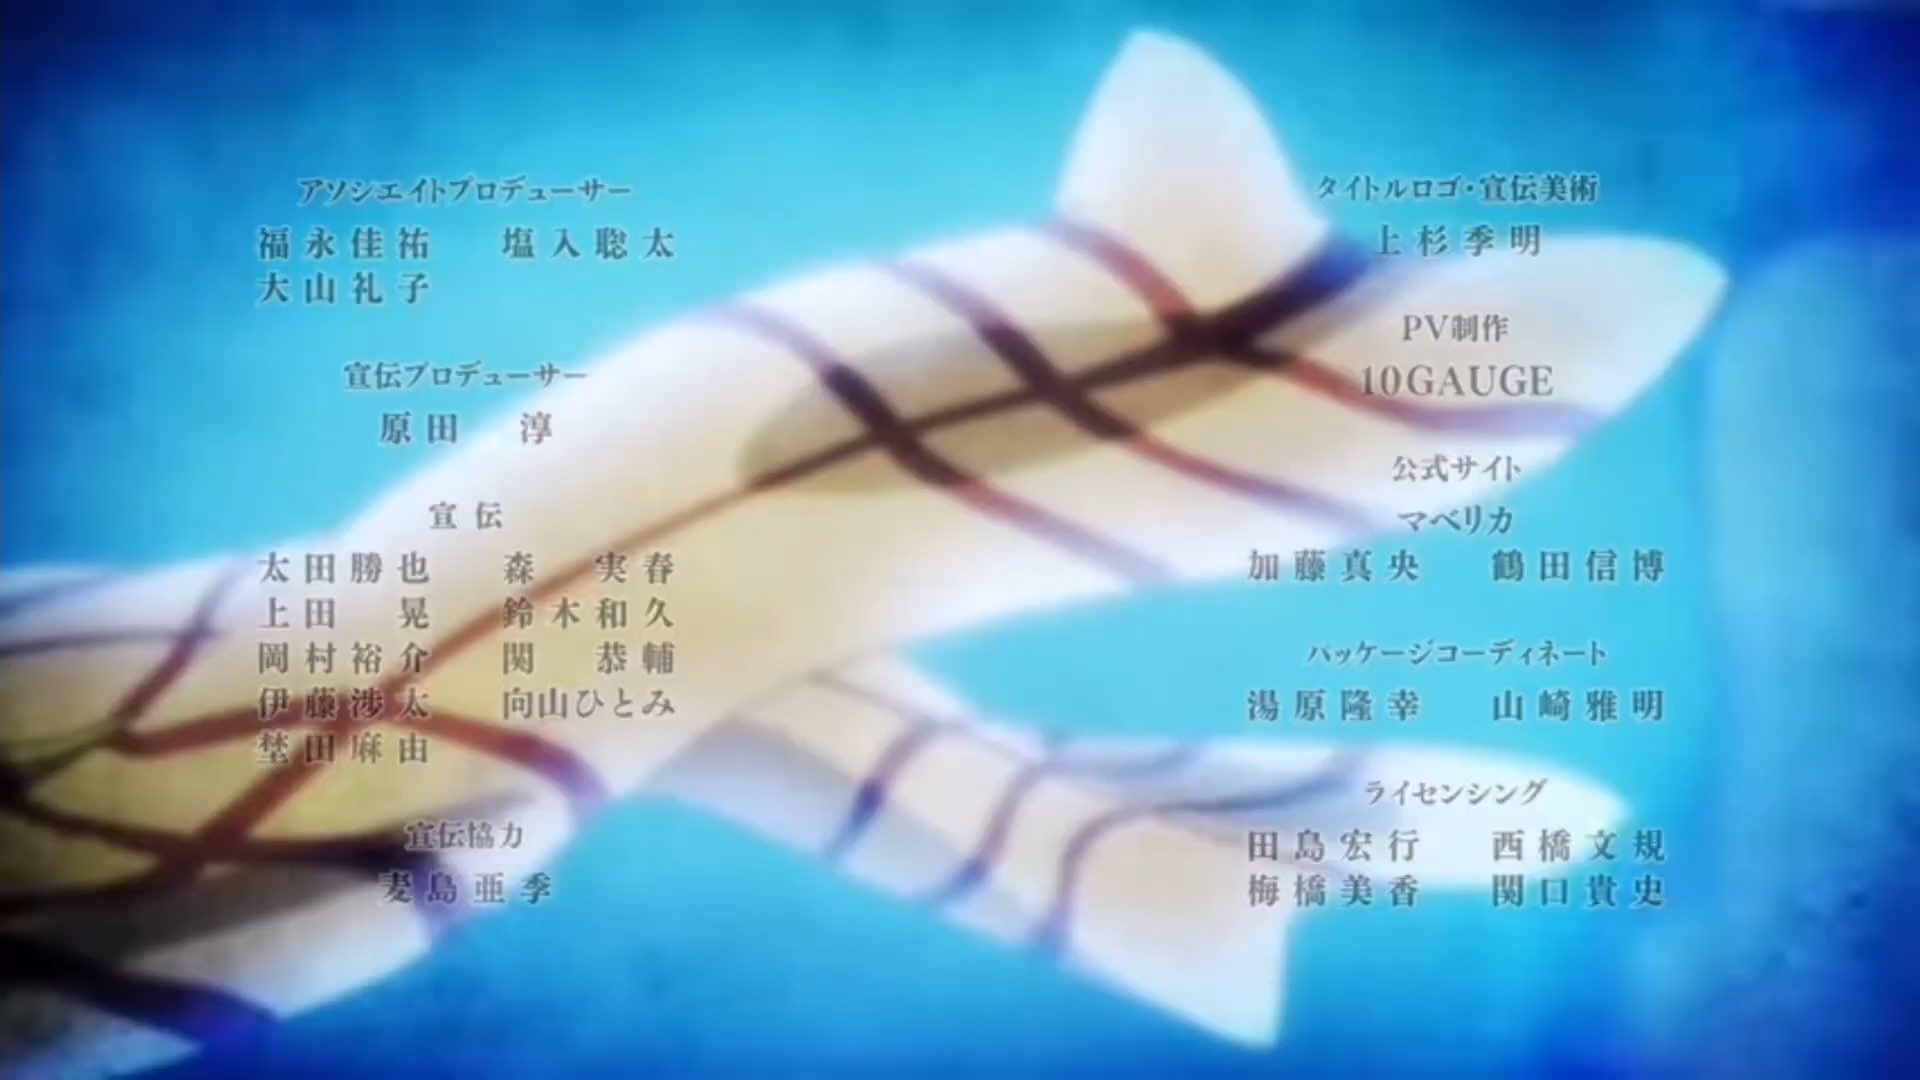 アソシエイトプロデューサー
福永佳祐　塩入聡太
大山礼子
宣伝プロデューサー
原田　淳
宣伝
太田勝也　森　実春
上田　晃　鈴木和久
岡村裕介　関　恭輔
伊藤渉太　向山ひとみ
埜田麻由
宣伝協力
麦島亜季
タイトルロゴ・宣伝美術
上杉季明
PV制作
10GAUGE
公式サイト
マベリカ
加藤真央　鶴田信博
パッケージコーディネート
湯原隆幸　山崎雅明
ライセンシング
田島宏行　西橋文規
梅橋美香　関口貴史